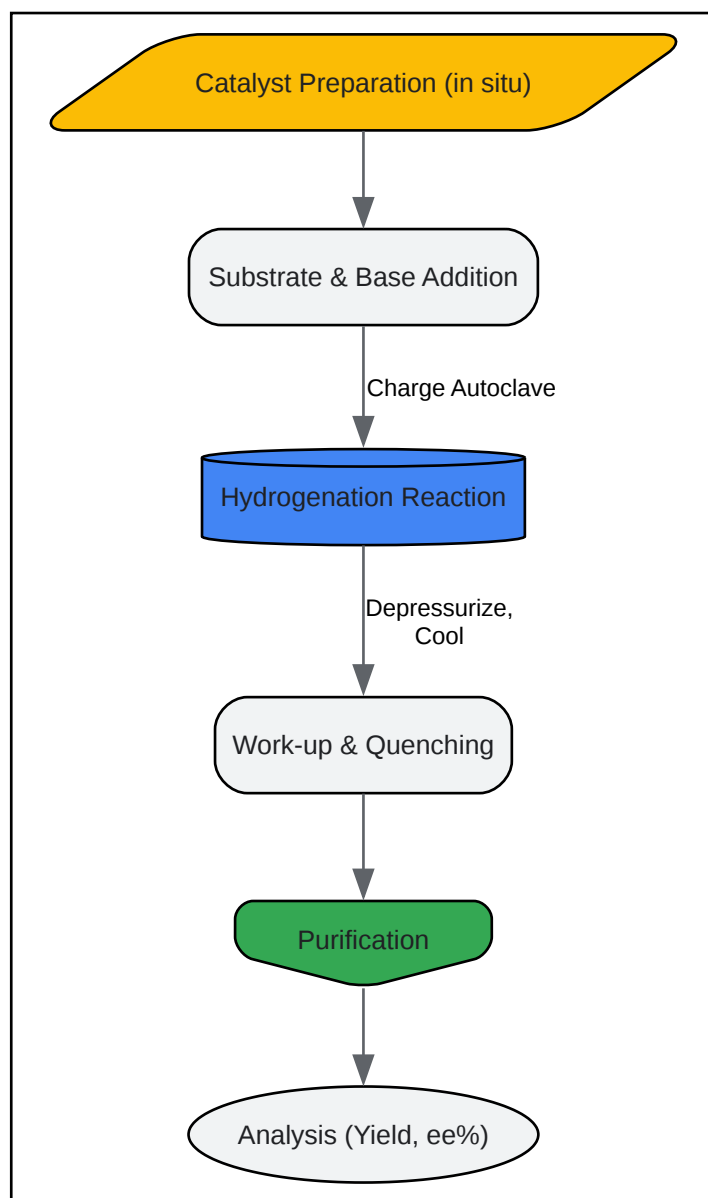 Catalyst Preparation (in situ)
Substrate & Base Addition
Charge Autoclave
Hydrogenation Reaction
Depressurize,
Cool
Work-up & Quenching
Purification
Analysis (Yield, ee%)